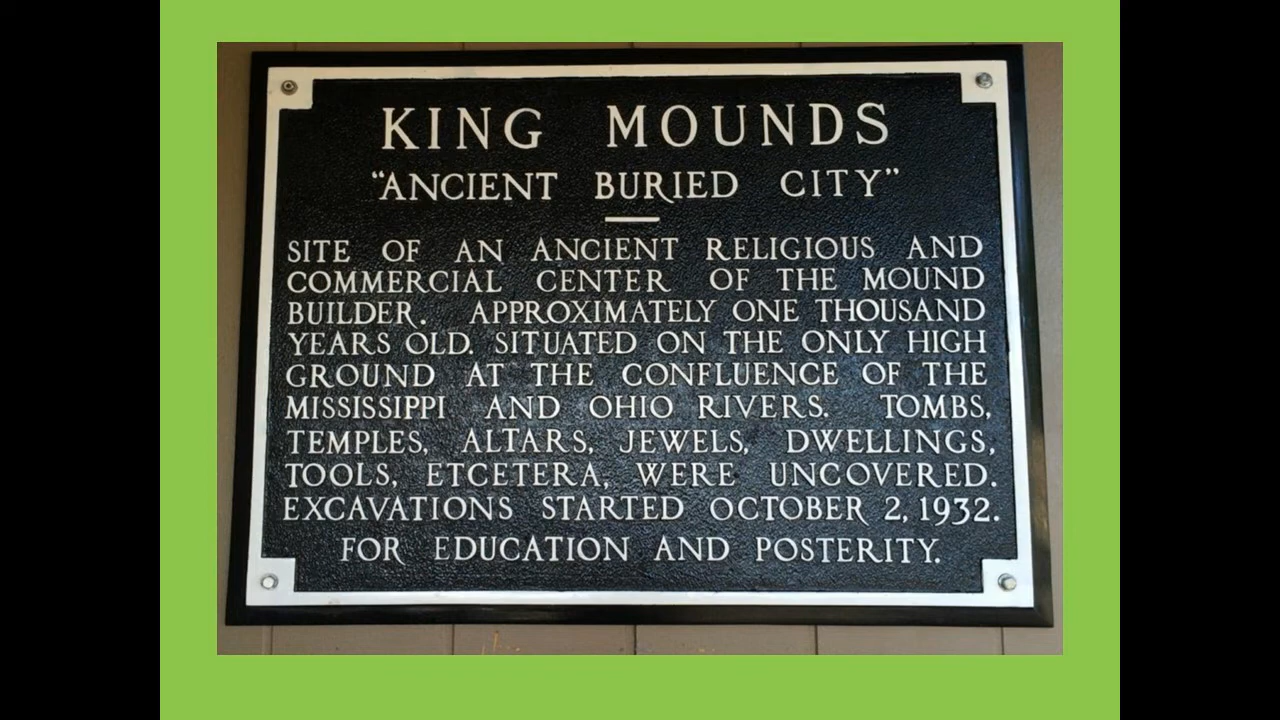 KING MOUNDS
“ANCIENT BURIED CITY”
SITE OF AN ANCIENT RELIGIOUS AND
COMMERCIAL CENTER OF THE MOUND
BUILDER. APPROXIMATELY ONE THOUSAND
YEARS OLD. SITUATED ON THE ONLY HIGH
GROUND AT THE CONFLUENCE OF THE
MISSISSIPPI AND OHIO RIVERS. TOMBS,
TEMPLES, ALTARS, JEWELS, DWELLINGS,
TOOLS, ETCETERA, WERE UNCOVERED.
EXCAVATIONS STARTED OCTOBER 2, 1932.
FOR EDUCATION AND POSTERITY.